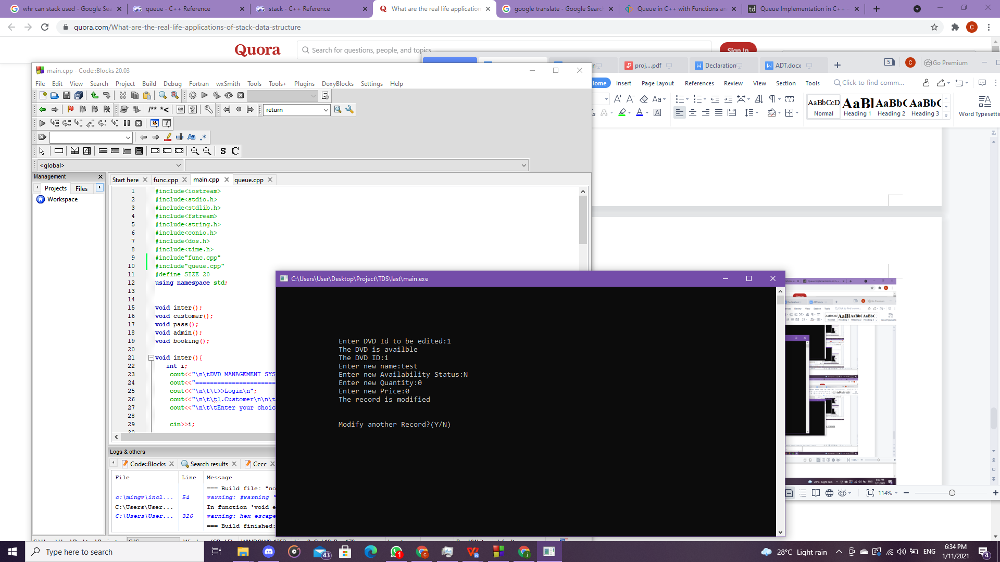 whr can stack used - Google Sea
queue - C++ Reference
stack - C++ Reference
What are the real life application
google translate - Google Search
Queue in C++ with Functions an
Queue Implementation in C++ -
quora.com/What-are-the-real-life-applications-of-stack-data-structure
C
Quora
Search for questions, people, and topics
Sign In
main.cpp - Code::Blocks 20.03
proj....pdf
Declaration
ADT.docx
5
C
Go Premium
File Edit View Search Project Build Debug Fortran wxSmith Tools Tools+ Plugins DoxyBlocks Settings Help
Home Insert Page Layout References Review View Section Tools Click to find comm...
return
AaBbCcD AaBl AaBb( AaBb(
Normal Heading 1 Heading 2 Heading 3 Word Typesetti
S C
<global>
Management
Projects Files
Workspace
Start here func.cpp main.cpp queue.cpp
1 #include<iostream>
2 #include<stdio.h>
3 #include<stdlib.h>
4 #include<fstream>
5 #include<string.h>
6 #include<conio.h>
7 #include<dos.h>
8 #include<time.h>
9 #include"func.cpp"
10 #include"queue.cpp"
11 #define SIZE 20
12 using namespace std;
13
14
15 void inter();
16 void customer();
17 void pass();
18 void admin();
19 void booking();
20
21 void inter(){
22 int i;
23 cout<<"\n\tDVD MANAGEMENT SYS
24 cout<<"======================
25 cout<<"\n\t\t>>Login\n";
26 cout<<"\n\t\t1.Customer\n\n\t
27 cout<<"\n\t\tEnter your choic
28
29 cin>>i;
30
C:\Users\User\Desktop\Project\TDS\last\main.exe
Enter DVD Id to be edited:1
The DVD is availble
The DVD ID:1
Enter new name:test
Enter new Availability Status:N
Enter new Quantity:0
Enter new Price:0
The record is modified
Modify another Record?(Y/N)
Logs & others
Code::Blocks Search results Cccc
File Line Message
=== Build file: "no
c:\mingw\incl... 54 warning: #warning "
C:\Users\User... In function 'void e
C:\Users\User... 326 warning: hex escape
=== Build finished:
114%
Type here to search
43
1
28°C Light rain
ENG
6:34 PM
1/11/2021
4